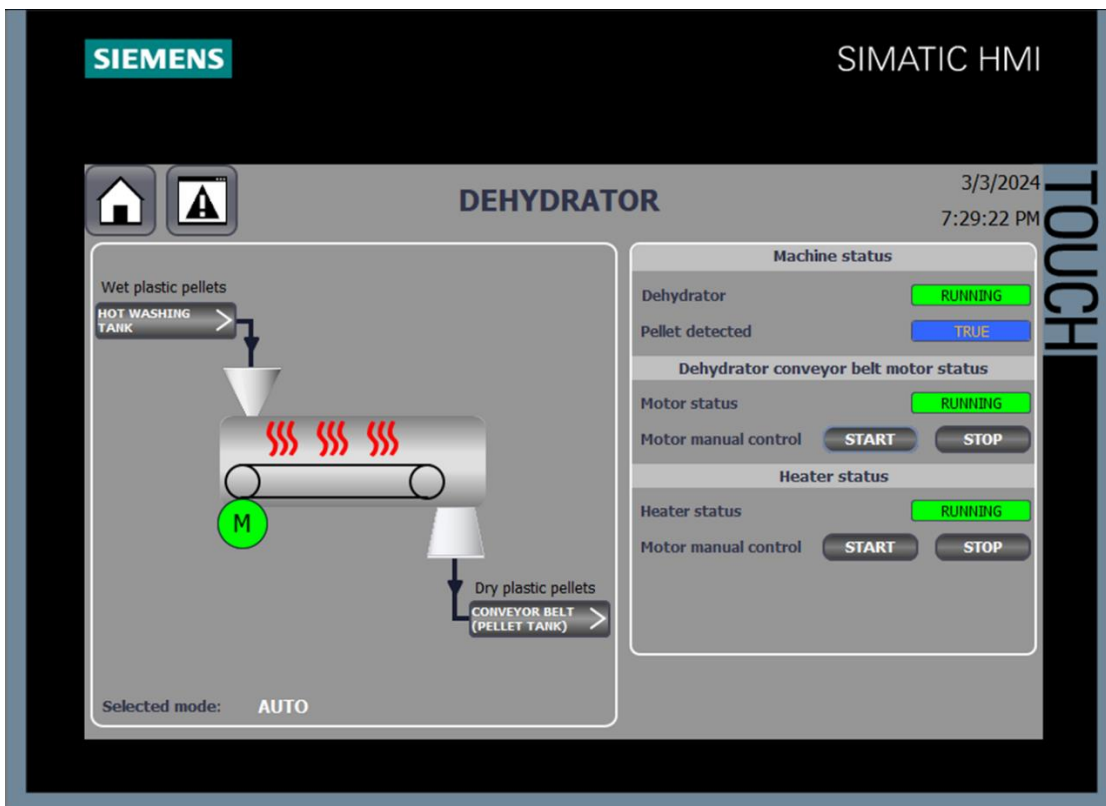 SIEMENS
SIMATIC HMI
TOUCH
DEHYDRATOR
3/3/2024
7:29:22 PM
Wet plastic pellets
HOT WASHING
TANK
M
Dry plastic pellets
CONVEYOR BELT
(PELLET TANK)
Selected mode: AUTO
Machine status
Dehydrator RUNNING
Pellet detected TRUE
Dehydrator conveyor belt motor status
Motor status RUNNING
Motor manual control START STOP
Heater status
Heater status RUNNING
Motor manual control START STOP